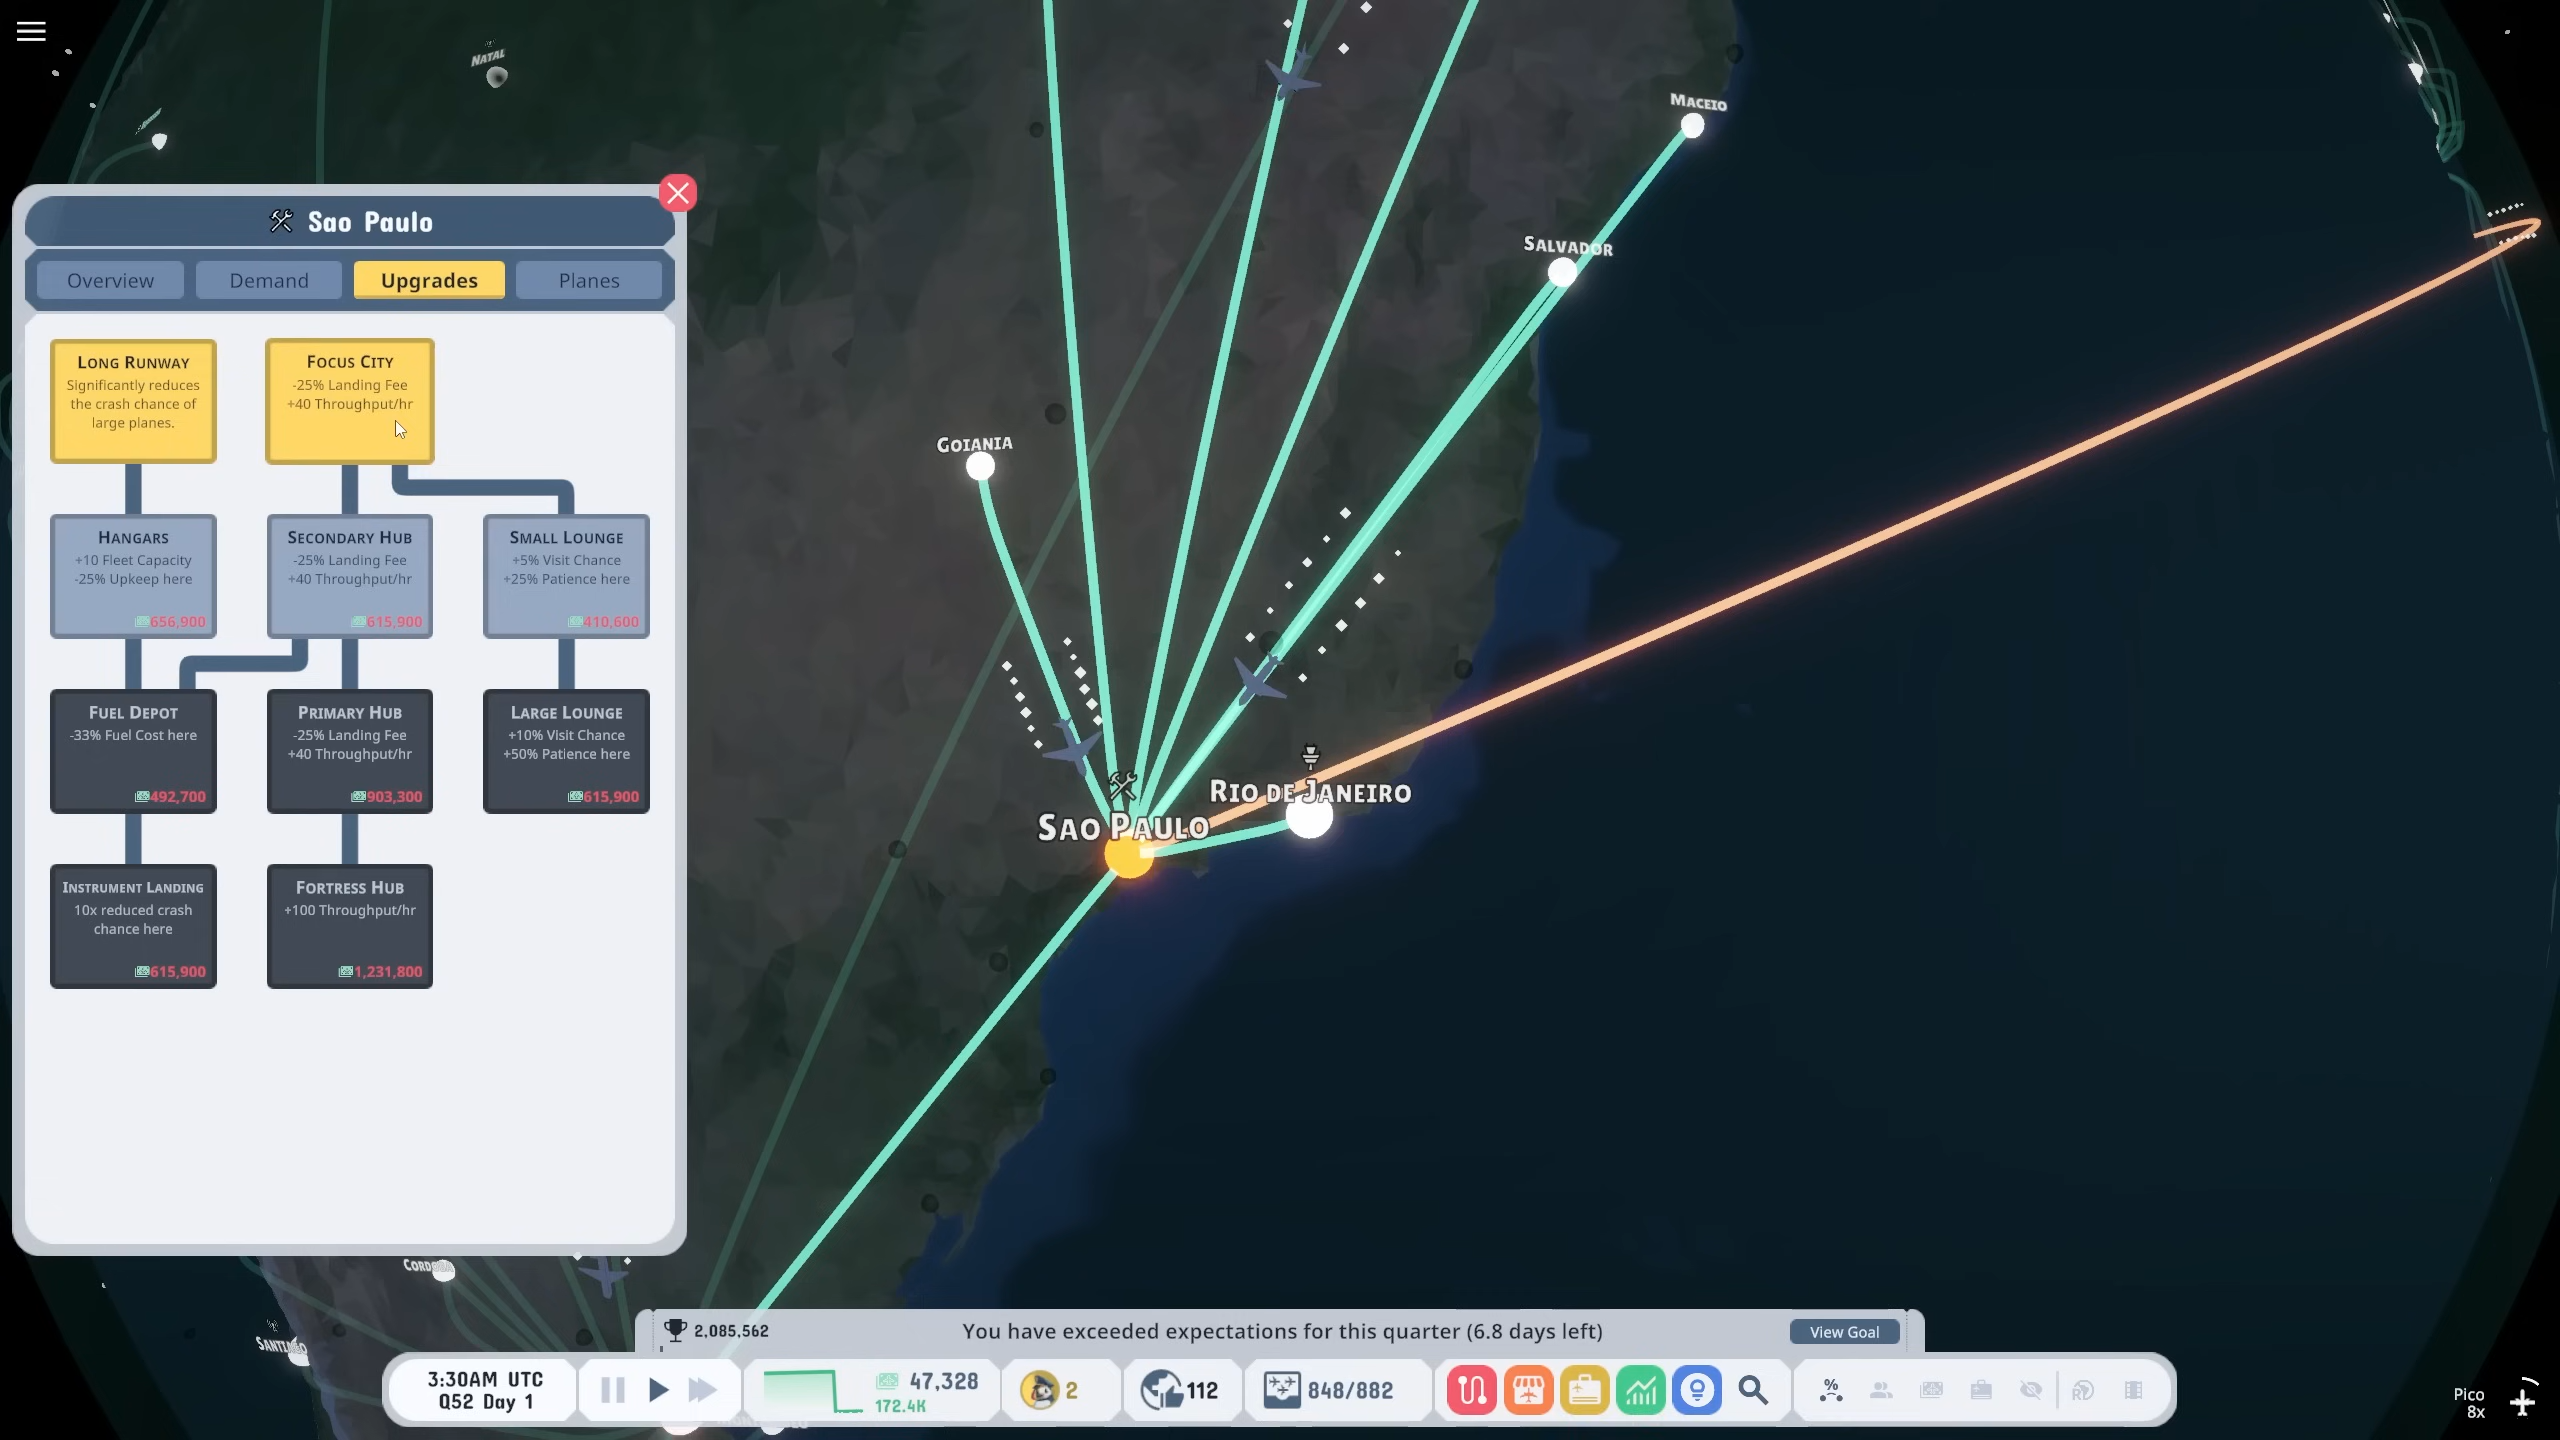 NATAL
MACEIO
SALVADOR
GOIANIA
Sao Paulo
Overview
Demand
Upgrades
Planes
LONG RUNWAY
Significantly reduces
the crash chance of
large planes.
FOCUS CITY
-25% Landing Fee
+40 Throughput/hr
HANGARS
+10 Fleet Capacity
-25% Upkeep here
656,900
SECONDARY HUB
-25% Landing Fee
+40 Throughput/hr
615,900
SMALL LOUNGE
+5% Visit Chance
+25% Patience here
410,600
FUEL DEPOT
-33% Fuel Cost here
492,700
PRIMARY HUB
-25% Landing Fee
+40 Throughput/hr
903,300
LARGE LOUNGE
+10% Visit Chance
+50% Patience here
615,900
INSTRUMENT LANDING
10x reduced crash
chance here
615,900
FORTRESS HUB
+100 Throughput/hr
1,231,800
RIO DE JANEIRO
SAO PAULO
CORDOBA
SANTIAGO
2,085,562
You have exceeded expectations for this quarter (6.8 days left)
View Goal
3:30AM UTC
Q52 Day 1
47,328
172.4K
2
112
848/882
%
Pico
8x